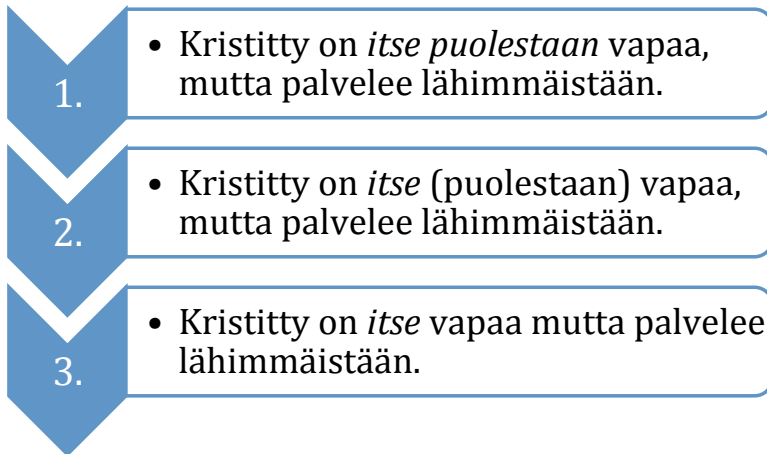 1.
• Kristitty on itse puolestaan vapaa,
mutta palvelee lähimmäistään.
2.
• Kristitty on itse (puolestaan) vapaa,
mutta palvelee lähimmäistään.
3.
• Kristitty on itse vapaa mutta palvelee
lähimmäistään.